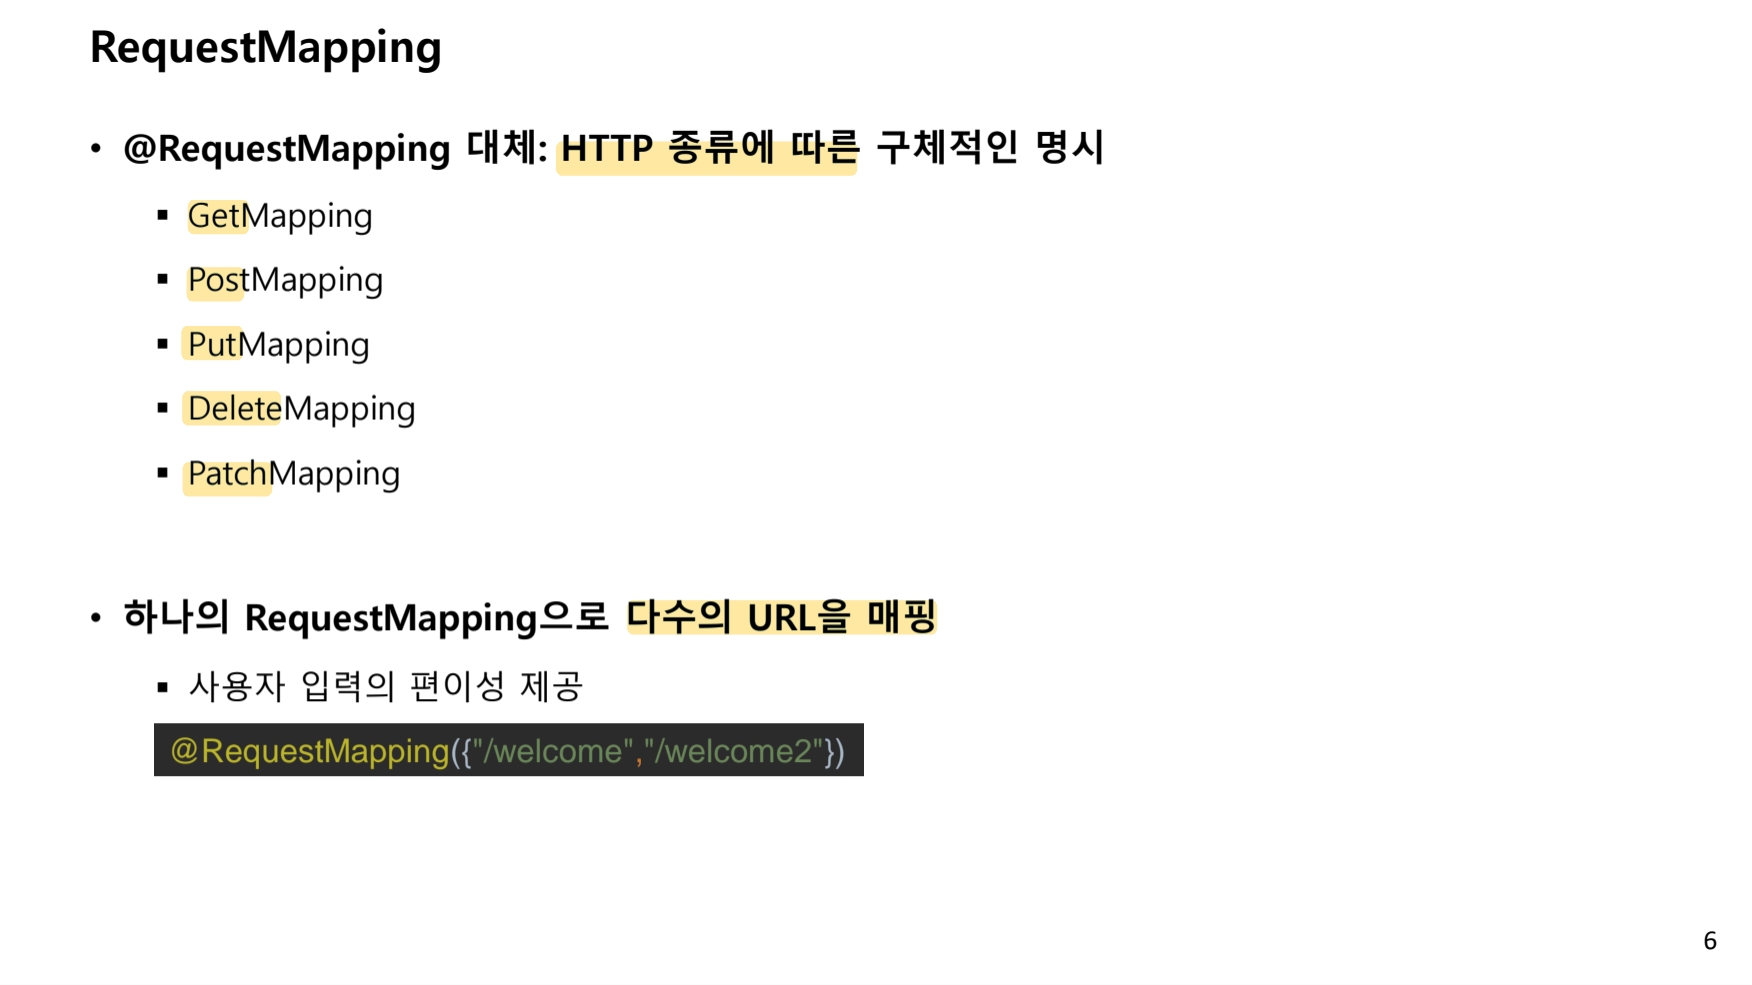 RequestMapping
• @RequestMapping 대체: HTTP 종류에 따른 구체적인 명시
▪ GetMapping
▪ PostMapping
▪ PutMapping
▪ DeleteMapping
▪ PatchMapping
• 하나의 RequestMapping으로 다수의 URL을 매핑
▪ 사용자 입력의 편이성 제공
@RequestMapping({"/welcome","/welcome2"})
6